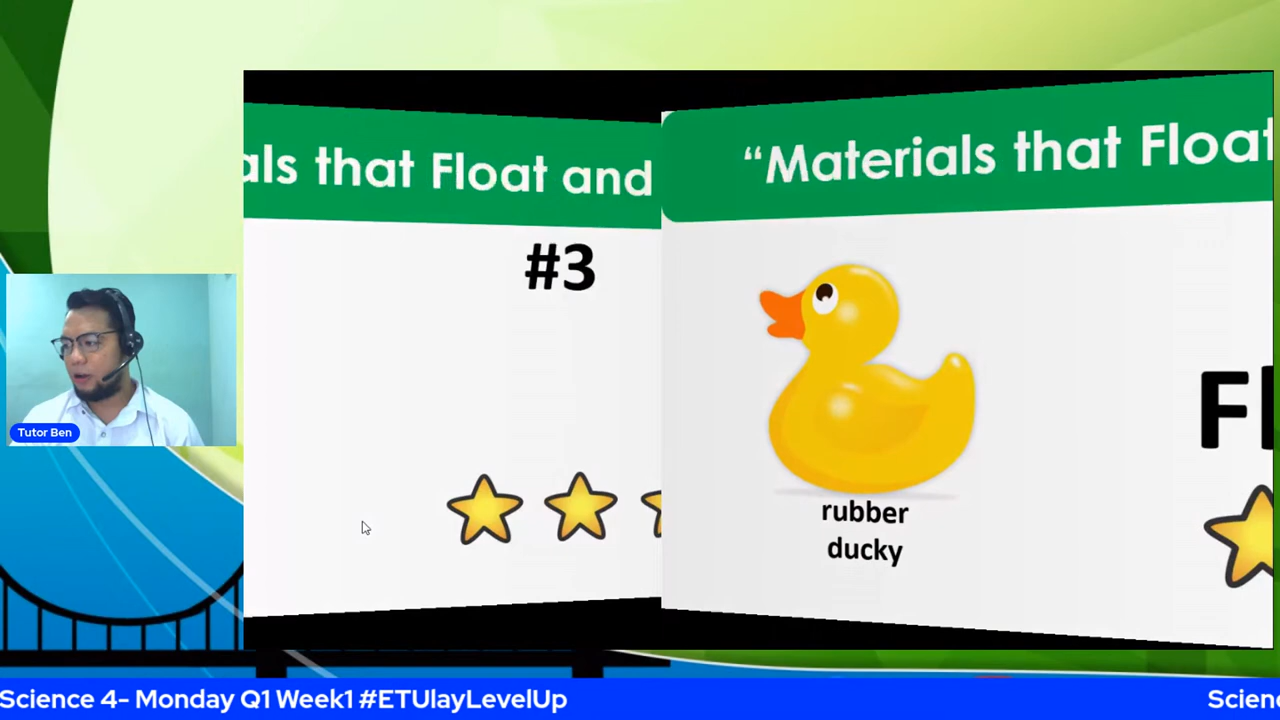 als that Float and
#3
"Materials that Float
rubber
ducky
Fl
Tutor Ben
Science 4- Monday Q1 Week1 #ETUlayLevelUp
Scien